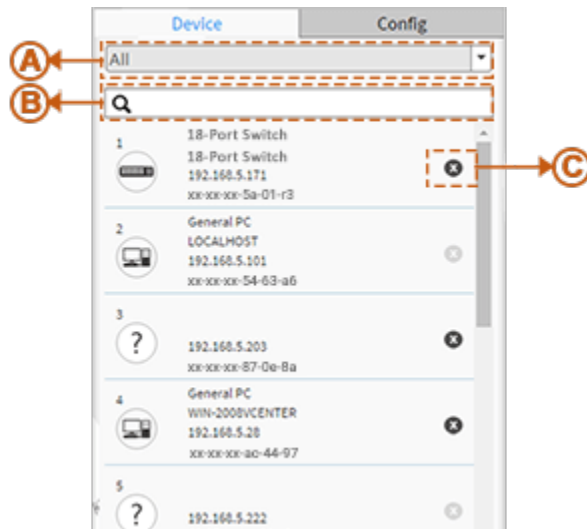 Device Config
A
All
B
1
18-Port Switch
18-Port Switch
192.168.5.171
xx-xx-xx-5a-01-r3
C
2
General PC
LOCALHOST
192.168.5.101
xx-xx-xx-54-63-a6
3
?
192.168.5.203
xx-xx-xx-87-0e-8a
4
General PC
WIN-2008VCENTER
192.168.5.28
xx-xx-xx-ac-44-97
5
?
192.168.5.222